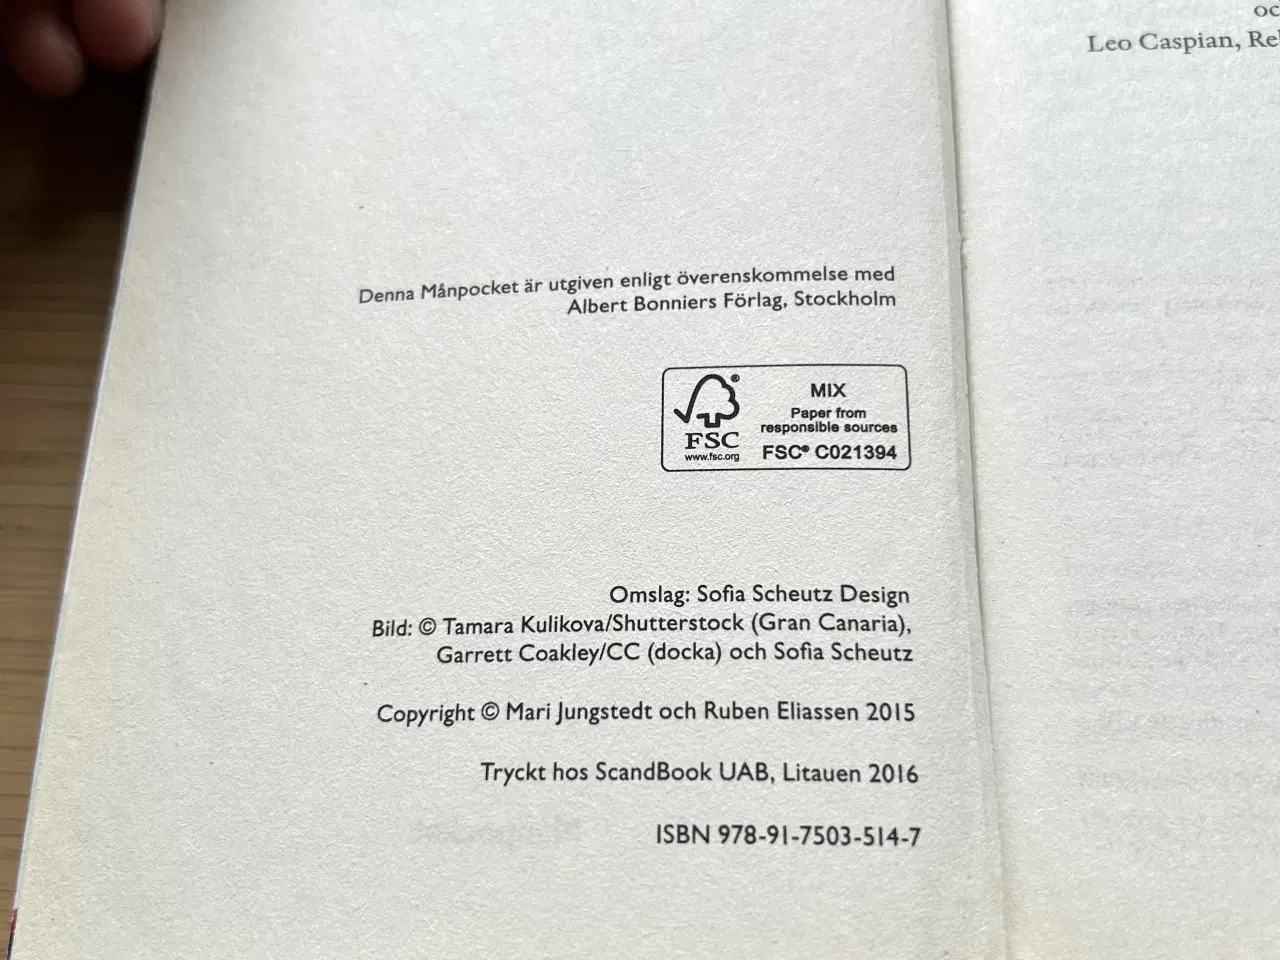 Denna Månpocket är utgiven enligt överenskommelse med
Albert Bonniers Förlag, Stockholm
FSC
www.fsc.org
MIX
Paper from
responsible sources
FSC® C021394
Omslag: Sofia Scheutz Design
Bild: © Tamara Kulikova/Shutterstock (Gran Canaria),
Garrett Coakley/CC (docka) och Sofia Scheutz
Copyright © Mari Jungstedt och Ruben Eliassen 2015
Tryckt hos ScandBook UAB, Litauen 2016
ISBN 978-91-7503-514-7
Leo Caspian,